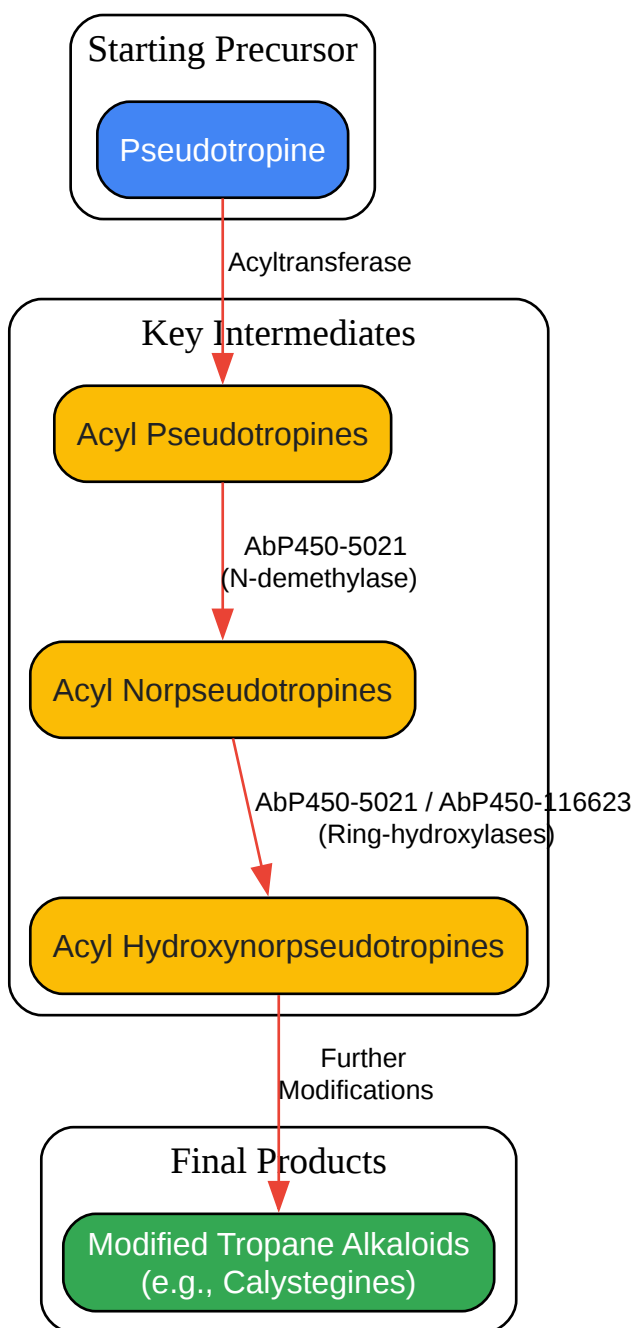 Starting Precursor
Pseudotropine
Acyltransferase
Key Intermediates
Acyl Pseudotropines
AbP450-5021
(N-demethylase)
Acyl Norpseudotropines
AbP450-5021 / AbP450-116623
(Ring-hydroxylases)
Acyl Hydroxynorpseudotropines
Further
Modifications
Final Products
Modified Tropane Alkaloids
(e.g., Calystegines)